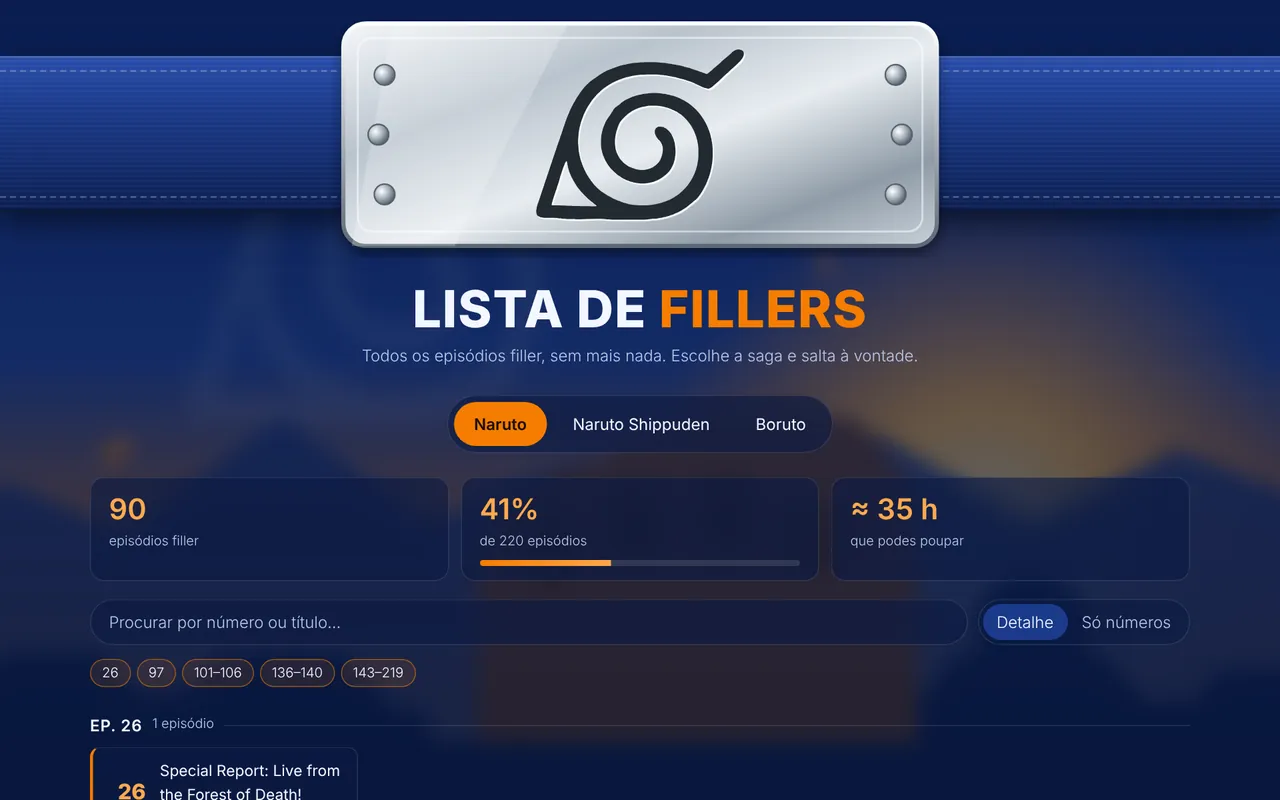 LISTA DE FILLERS
Todos os episódios filler, sem mais nada. Escolhe a saga e salta à vontade.
Naruto
Naruto Shippuden
Boruto
90
episódios filler
41%
de 220 episódios
≈ 35 h
que podes poupar
Procurar por número ou título...
Detalhe
Só números
26
97
101–106
136–140
143–219
EP. 26 1 episódio
26
Special Report: Live from
the Forest of Death!